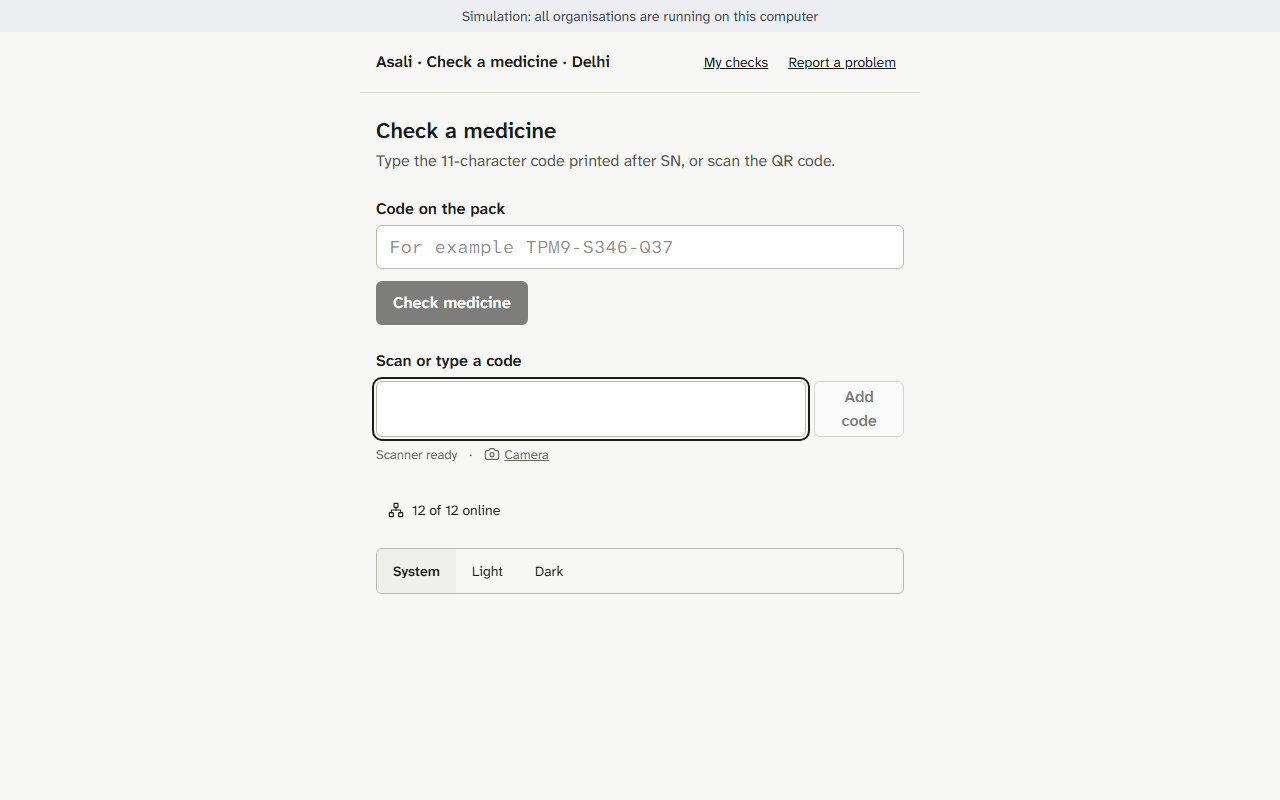 Simulation: all organisations are running on this computer
Asali · Check a medicine · Delhi
My checks
Report a problem
Check a medicine
Type the 11-character code printed after SN, or scan the QR code.
Code on the pack
For example TPM9-S346-Q37
Check medicine
Scan or type a code
Add
code
Scanner ready · Camera
12 of 12 online
System Light Dark